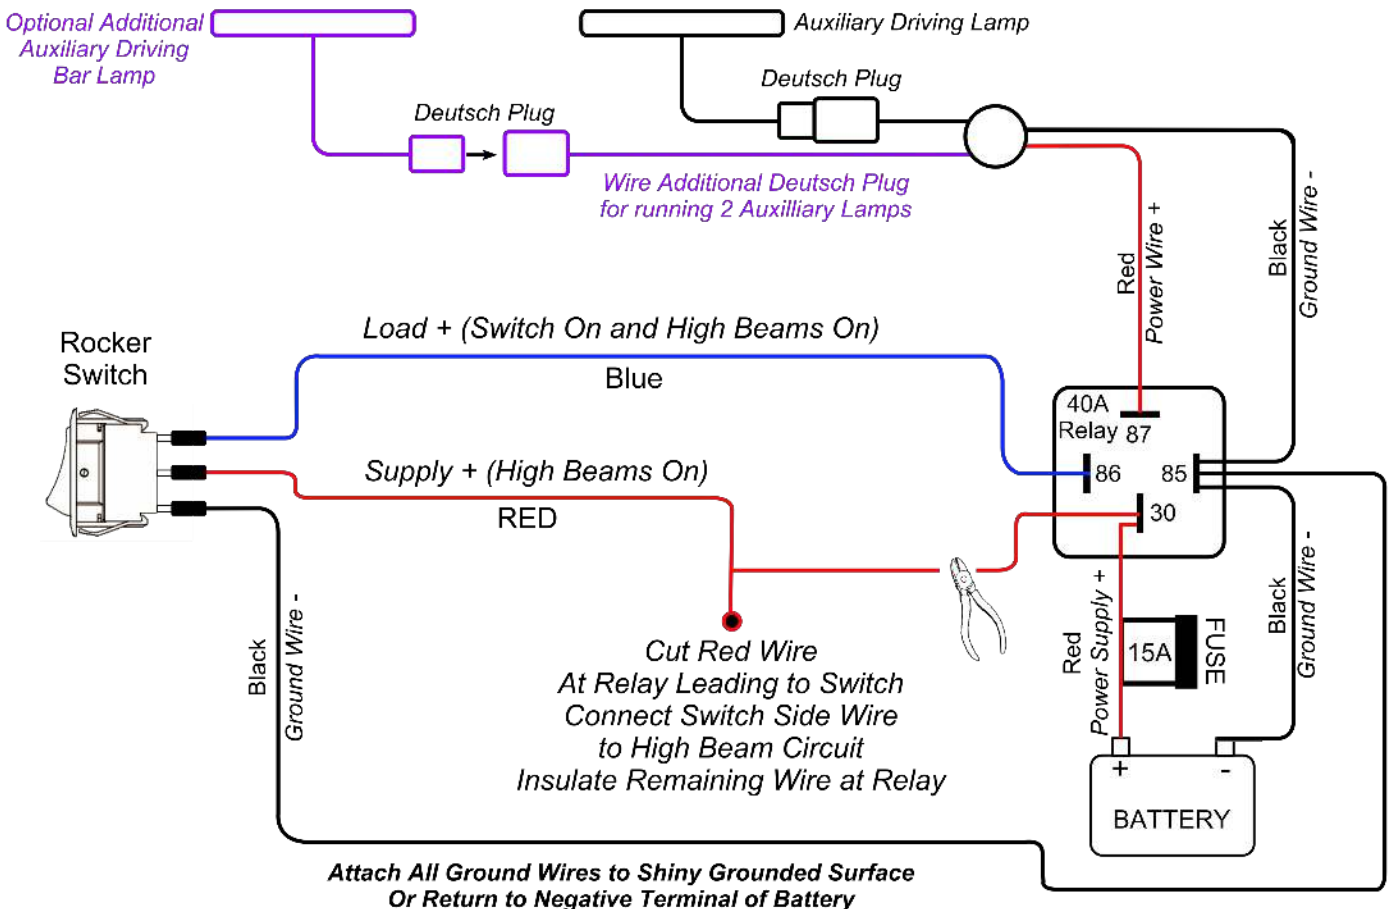 Optional Additional
Auxiliary Driving
Bar Lamp
Auxiliary Driving Lamp
Deutsch Plug
Deutsch Plug
Wire Additional Deutsch Plug
for running 2 Auxilliary Lamps
Red
Power Wire +
Black
Ground Wire -
Rocker
Switch
Load + (Switch On and High Beams On)
Blue
Supply + (High Beams On)
RED
40A
Relay
87
86
85
30
Black
Ground Wire -
Cut Red Wire
At Relay Leading to Switch
Connect Switch Side Wire
to High Beam Circuit
Insulate Remaining Wire at Relay
Red
Power Supply +
15A
FUSE
Black
Ground Wire -
+
-
BATTERY
Attach All Ground Wires to Shiny Grounded Surface
Or Return to Negative Terminal of Battery